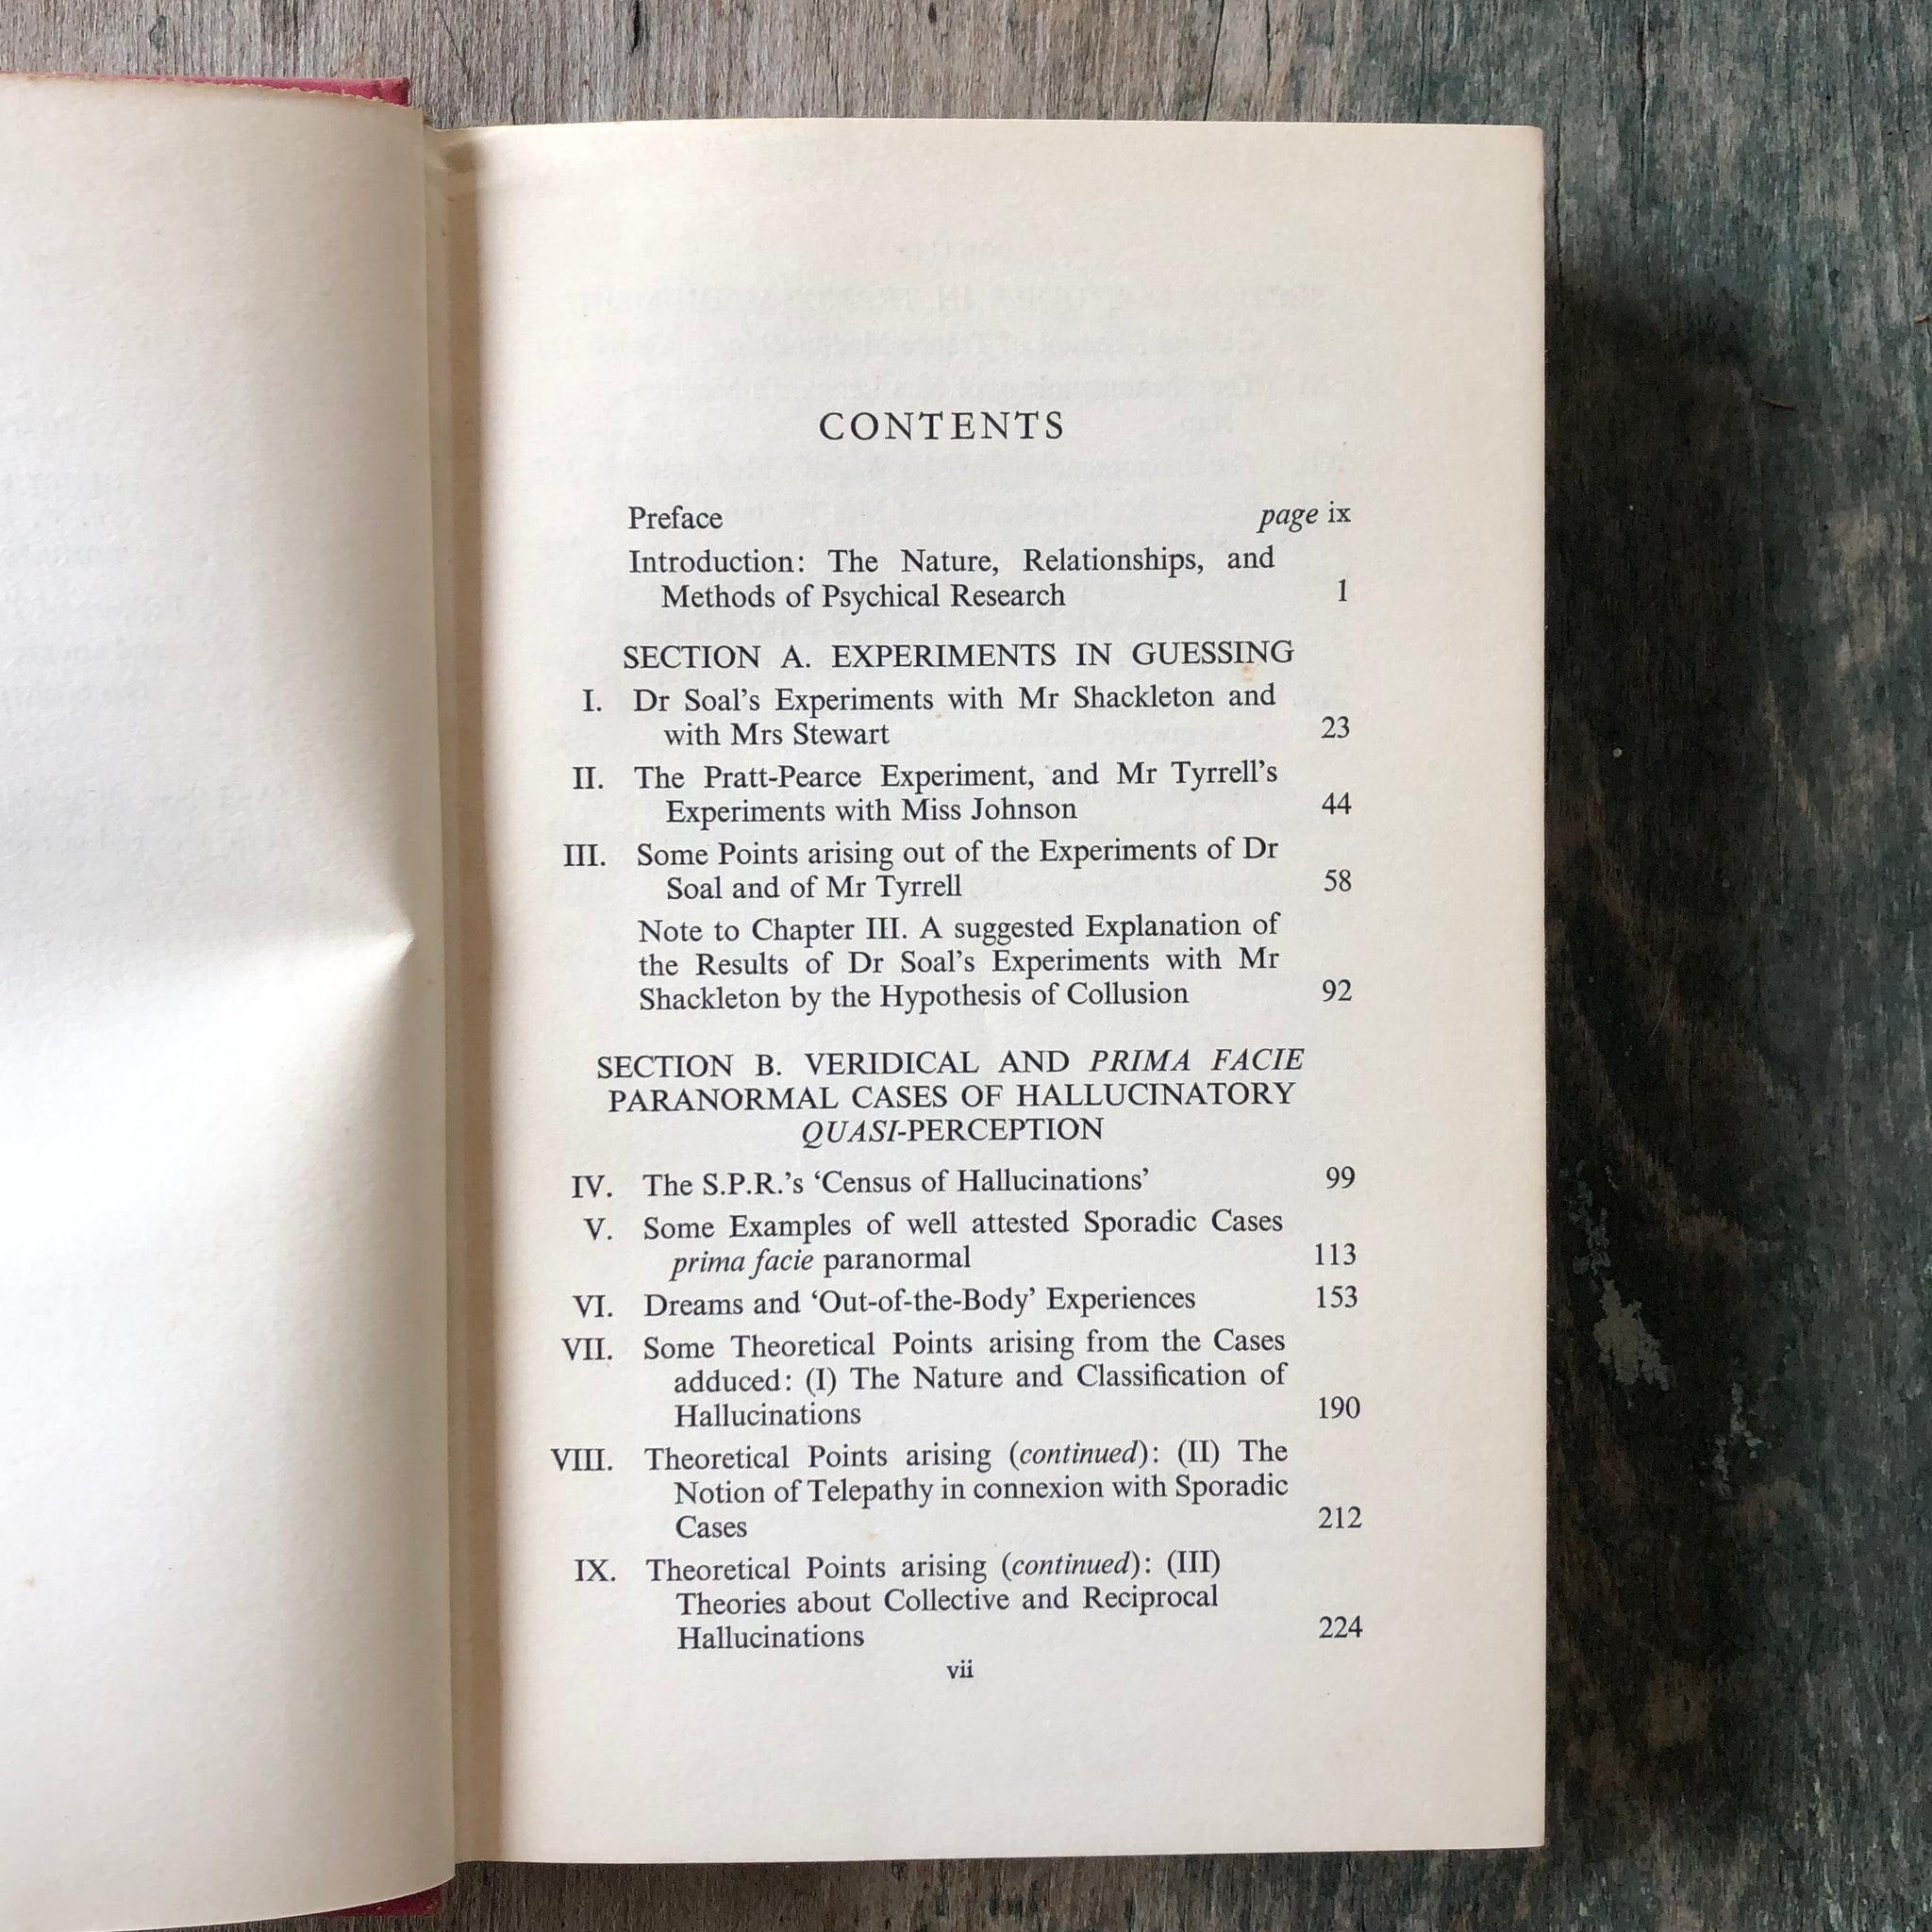 CONTENTS
Preface page ix
Introduction: The Nature, Relationships, and
Methods of Psychical Research 1
SECTION A. EXPERIMENTS IN GUESSING
I. Dr Soal's Experiments with Mr Shackleton and
with Mrs Stewart 23
II. The Pratt-Pearce Experiment, and Mr Tyrrell's
Experiments with Miss Johnson 44
III. Some Points arising out of the Experiments of Dr
Soal and of Mr Tyrrell 58
Note to Chapter III. A suggested Explanation of
the Results of Dr Soal's Experiments with Mr
Shackleton by the Hypothesis of Collusion 92
SECTION B. VERIDICAL AND PRIMA FACIE
PARANORMAL CASES OF HALLUCINATORY
QUASI-PERCEPTION
IV. The S.P.R.'s ‘Census of Hallucinations’ 99
V. Some Examples of well attested Sporadic Cases
prima facie paranormal 113
VI. Dreams and ‘Out-of-the-Body’ Experiences 153
VII. Some Theoretical Points arising from the Cases
adduced: (I) The Nature and Classification of
Hallucinations 190
VIII. Theoretical Points arising (continued): (II) The
Notion of Telepathy in connexion with Sporadic
Cases 212
IX. Theoretical Points arising (continued): (III)
Theories about Collective and Reciprocal
Hallucinations 224
vii